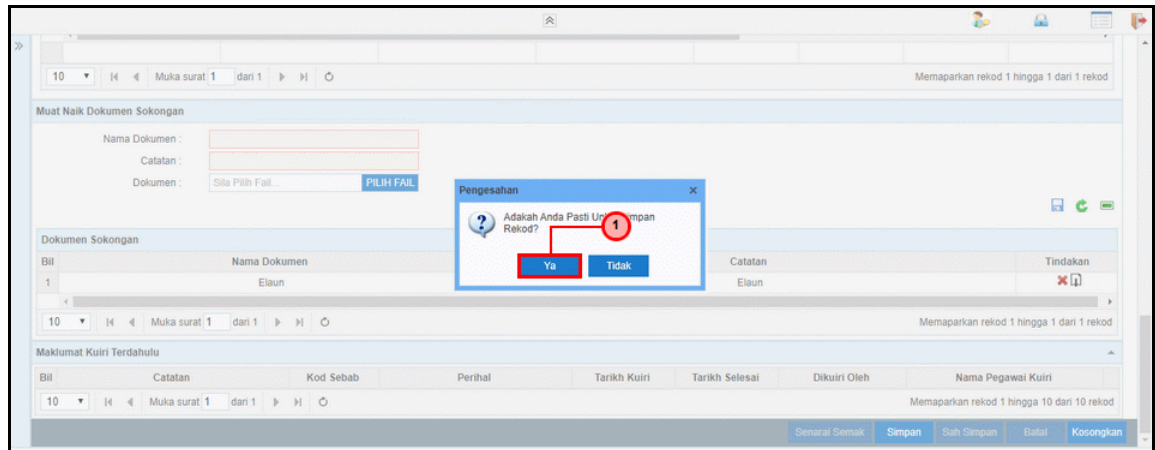 10 Muka surat 1 dari 1 Memaparkan rekod 1 hingga 1 dari 1 rekod
Muat Naik Dokumen Sokongan
Nama Dokumen :
Catatan :
Dokumen : Sila Pilih Fail... PILIH FAIL
Pengesahan x
Adakah Anda Pasti Simpan
Rekod?
1
Ya Tidak
Dokumen Sokongan
Bil Nama Dokumen Catatan Tindakan
1 Elaun Elaun
10 Muka surat 1 dari 1 Memaparkan rekod 1 hingga 1 dari 1 rekod
Maklumat Kuiri Terdahulu
Bil Catatan Kod Sebab Perihal Tarikh Kuiri Tarikh Selesai Dikuiri Oleh Nama Pegawai Kuiri
10 Muka surat 1 dari 1 Memaparkan rekod 1 hingga 10 dari 10 rekod
Senarai Semak Simpan Sah Simpan Batal Kosongkan